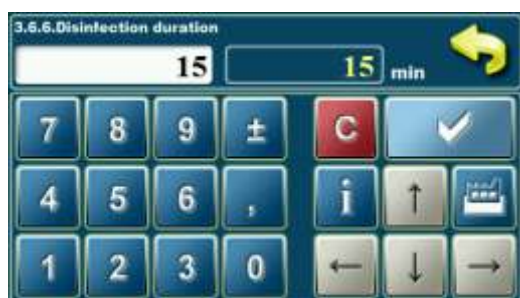 3.6.6.Disinfection duration
15 15 min
7 8 9 ± C
4 5 6 , i ↑
1 2 3 0 ← ↓ →